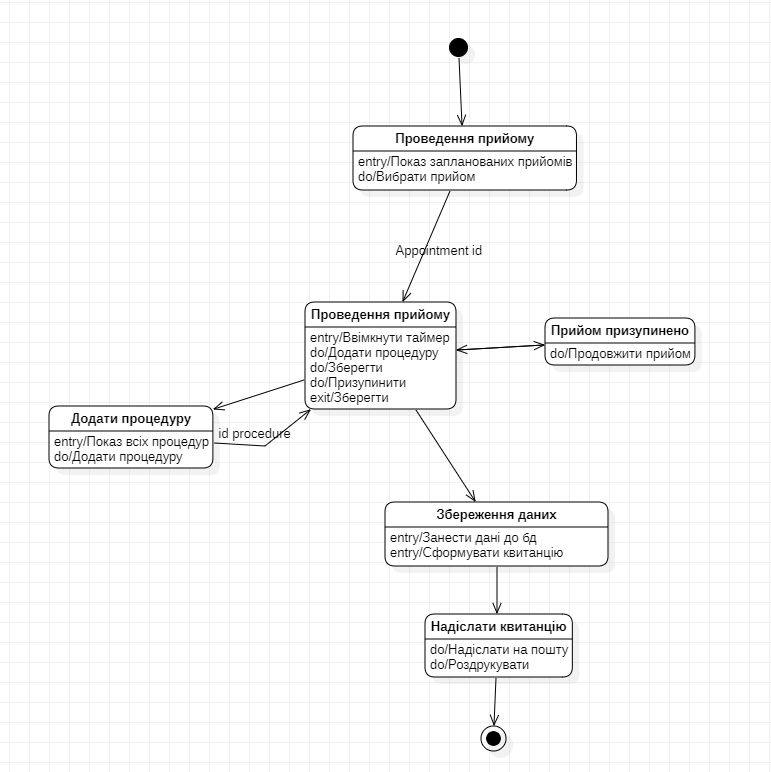 Проведення прийому
entry/Показ запланованих прийомів
do/Вибрати прийом
Appointment id
Проведення прийому
entry/Ввімкнути таймер
do/Додати процедуру
do/Зберегти
do/Призупинити
exit/Зберегти
Прийом призупинено
do/Продовжити прийом
Додати процедуру
entry/Показ всіх процедур
do/Додати процедуру
id procedure
Збереження даних
entry/Занести дані до бд
entry/Сформувати квитанцію
Надіслати квитанцію
do/Надіслати на пошту
do/Роздрукувати